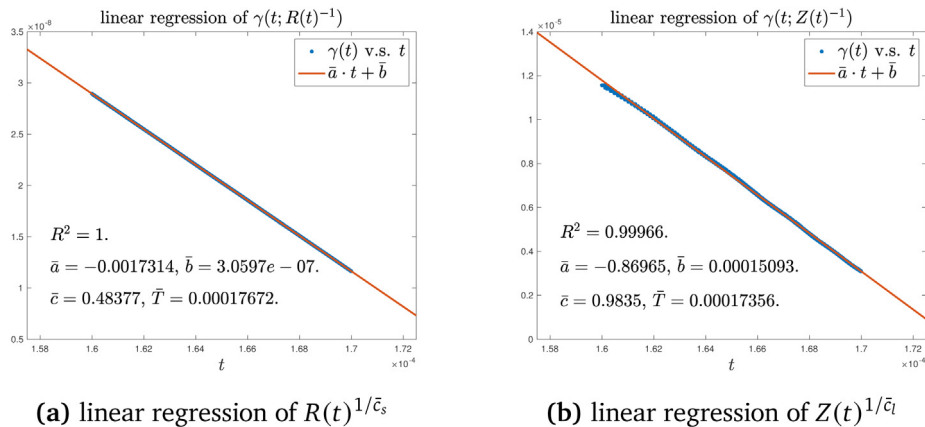 linear regression of γ(t; R(t)⁻¹)
×10⁻⁸
3.5
3
2.5
2
1.5
1
0.5
γ(t) v.s. t
ā · t + b̄
R² = 1.
ā = −0.0017314, b̄ = 3.0597e − 07.
c̄ = 0.48377, T̄ = 0.00017672.
1.58 1.6 1.62 1.64 1.66 1.68 1.7 1.72
t
×10⁻⁴
(a) linear regression of R(t)^{1/c̄ₛ}
linear regression of γ(t; Z(t)⁻¹)
×10⁻⁵
1.4
1.2
1
0.8
0.6
0.4
0.2
0
γ(t) v.s. t
ā · t + b̄
R² = 0.99966.
ā = −0.86965, b̄ = 0.00015093.
c̄ = 0.9835, T̄ = 0.00017356.
1.58 1.6 1.62 1.64 1.66 1.68 1.7 1.72
t
×10⁻⁴
(b) linear regression of Z(t)^{1/c̄ₗ}